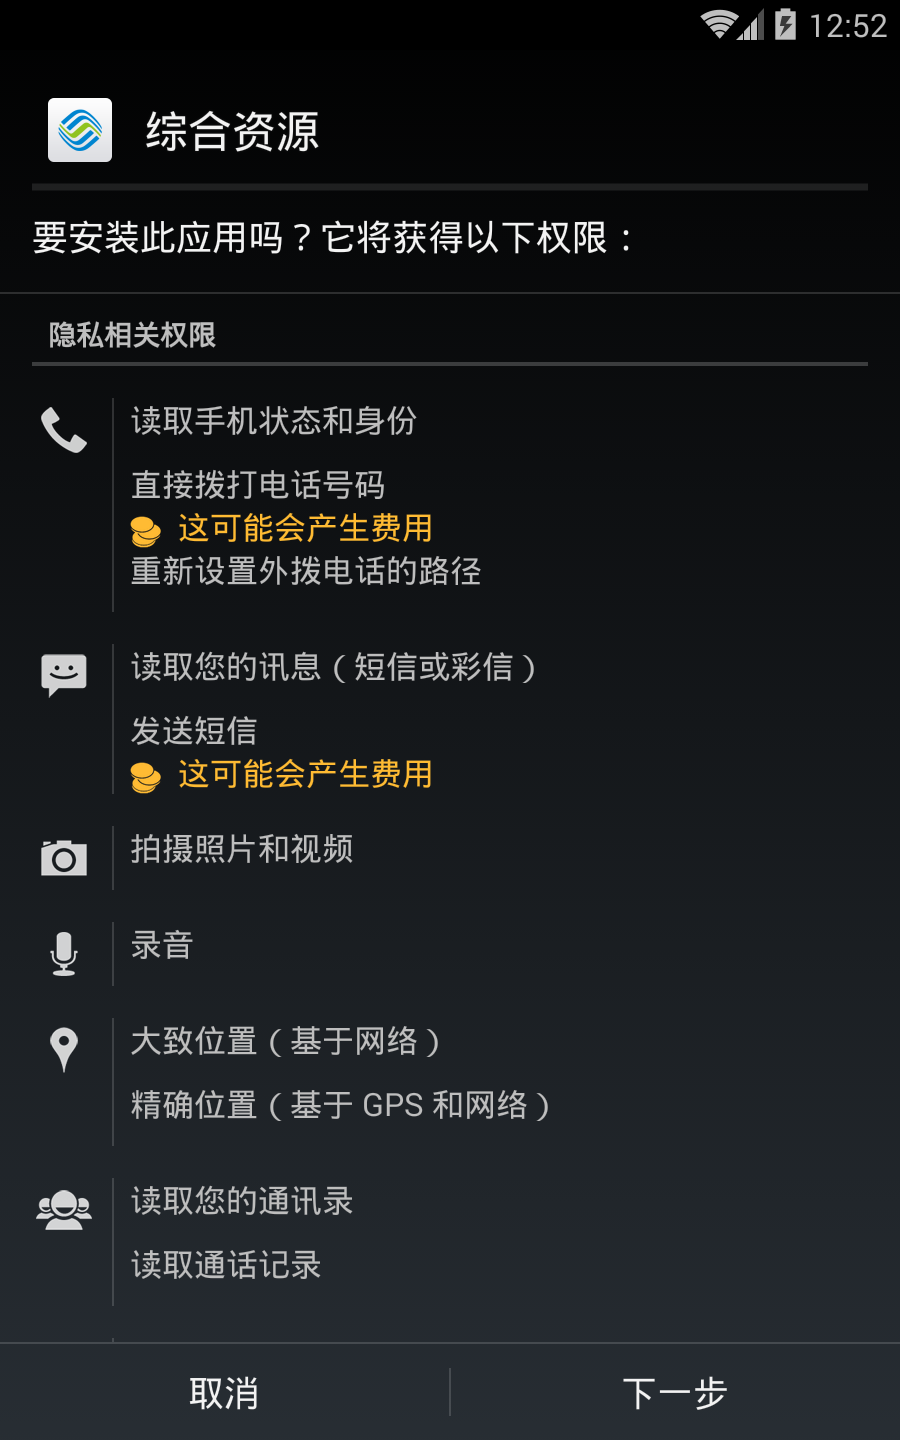 12:52
综合资源
要安装此应用吗？它将获得以下权限：
隐私相关权限
读取手机状态和身份
直接拨打电话号码
这可能会产生费用
重新设置外拨电话的路径
读取您的讯息（短信或彩信）
发送短信
这可能会产生费用
拍摄照片和视频
录音
大致位置（基于网络）
精确位置（基于 GPS 和网络）
读取您的通讯录
读取通话记录
取消
下一步